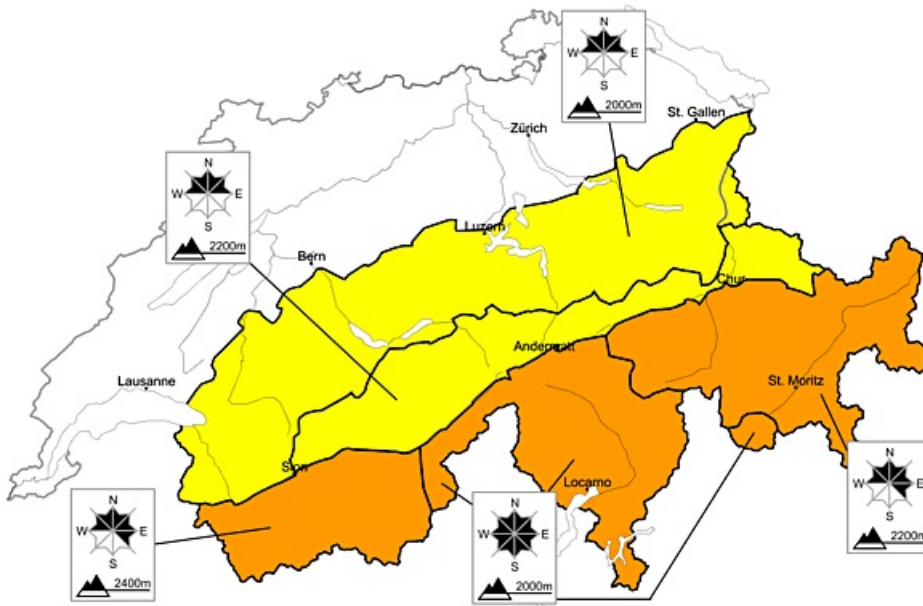 N
W E
S
2000m
St. Gallen
Zürich
N
W E
S
2200m
Luzern
Bern
Chur
Andermatt
Lausanne
St. Moritz
Sion
Locarno
N
W E
S
2200m
N
W E
S
2400m
N
W E
S
2000m